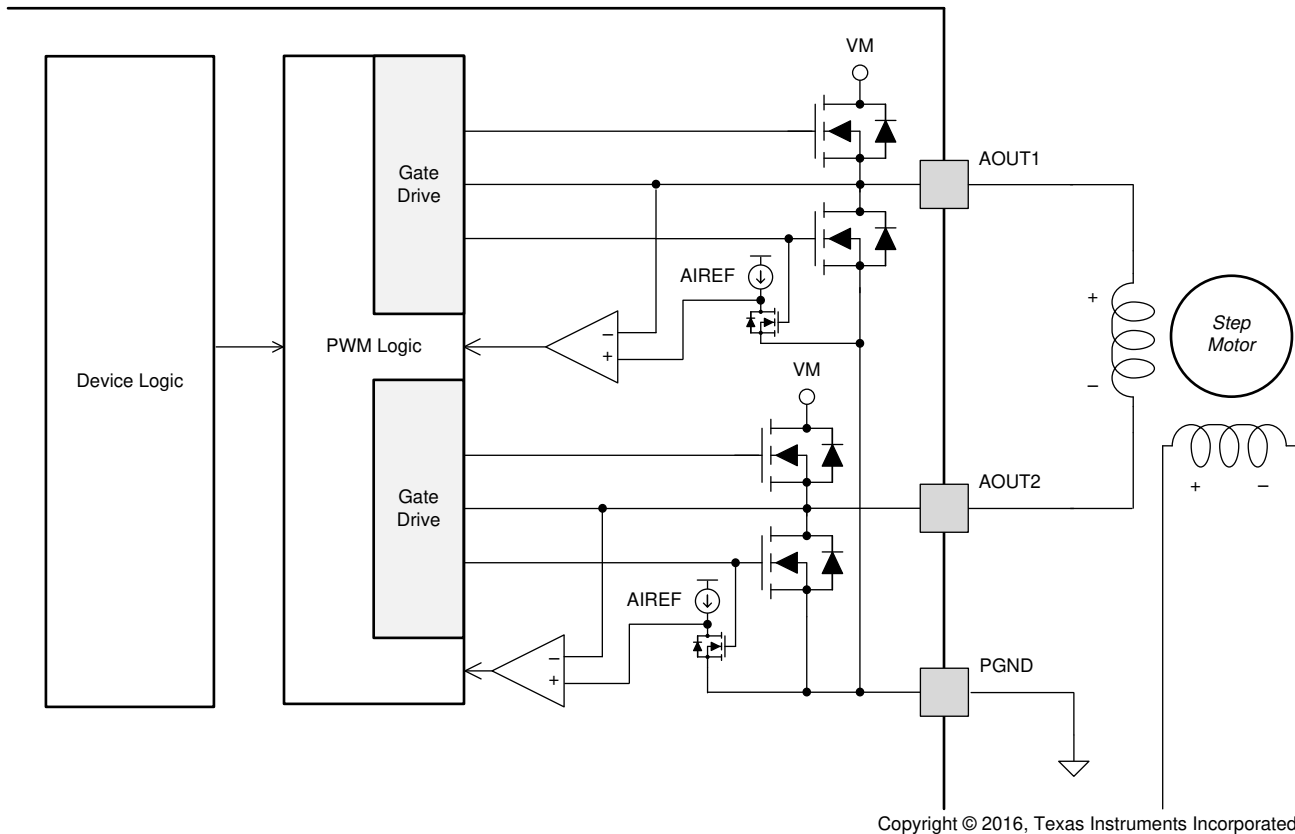 VM
AOUT1
Gate
Drive
AIREF
+
–
–
+
Step
Motor
PWM Logic
Device Logic
VM
+ –
AOUT2
Gate
Drive
AIREF
–
+
PGND
Copyright © 2016, Texas Instruments Incorporated